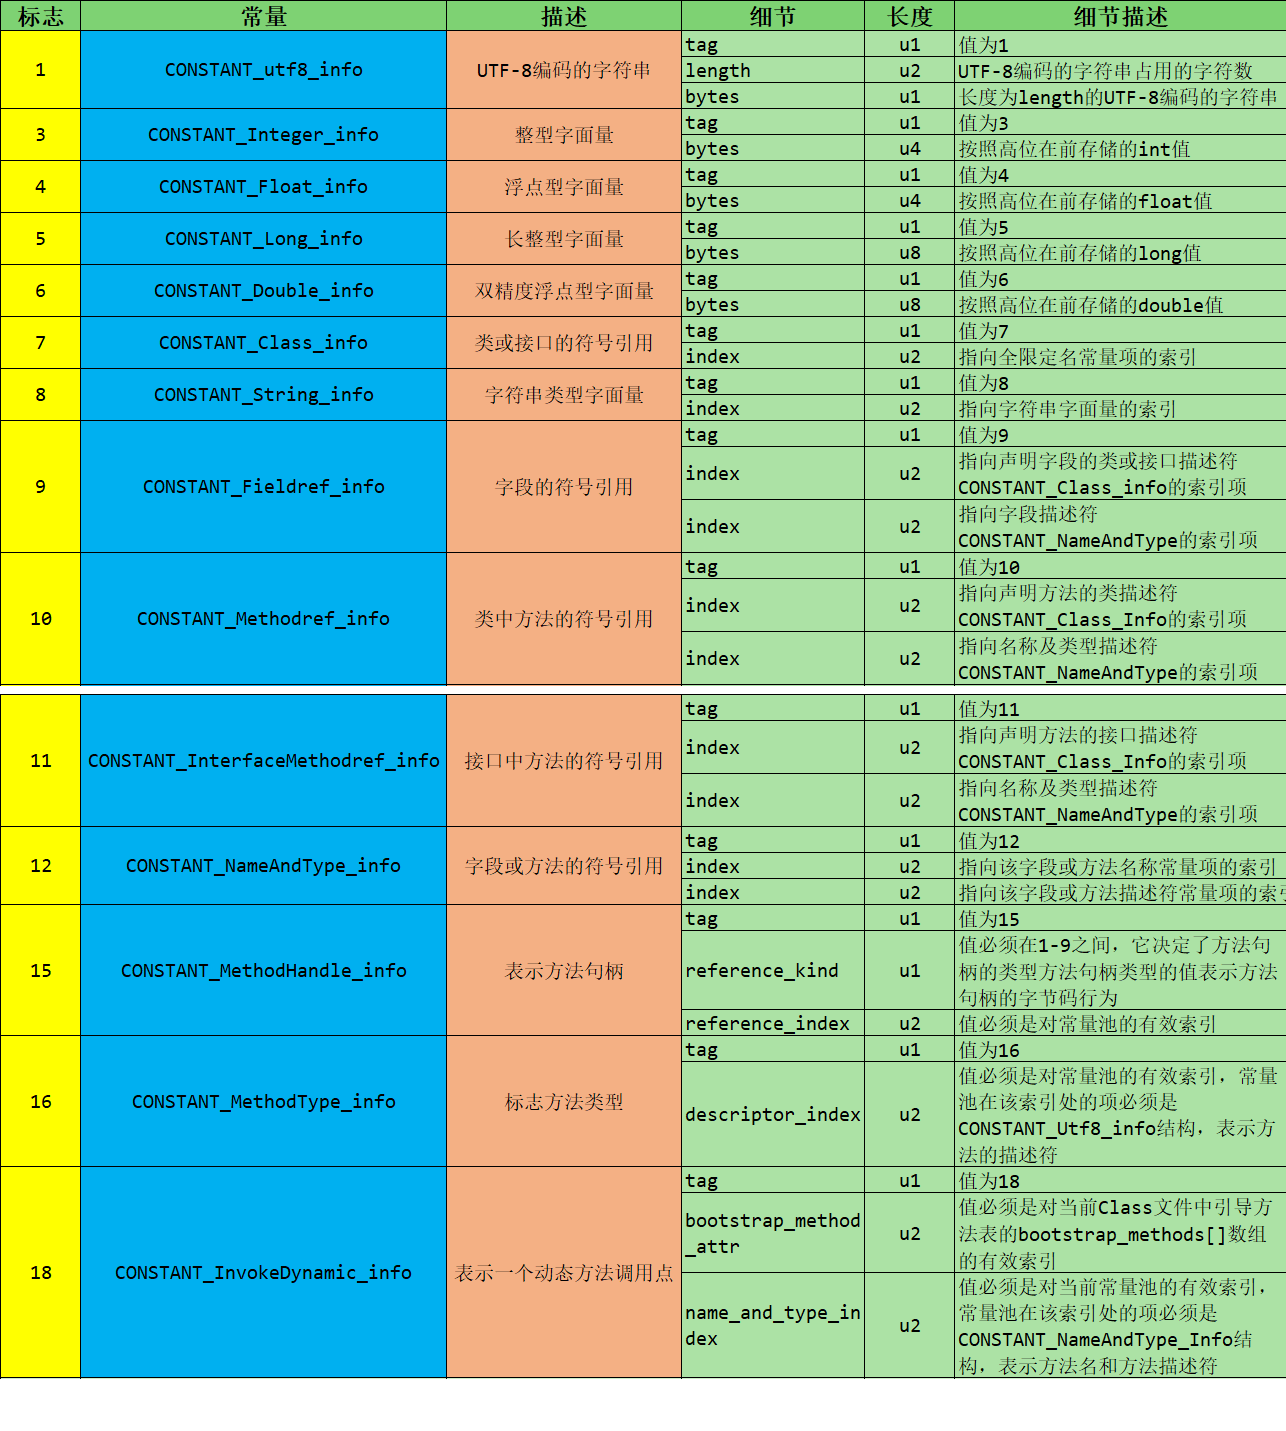 标志 常量 描述 细节 长度 细节描述
1 CONSTANT_utf8_info UTF-8编码的字符串
tag u1 值为1
length u2 UTF-8编码的字符串占用的字符数
bytes u1 长度为length的UTF-8编码的字符串
3 CONSTANT_Integer_info 整型字面量
tag u1 值为3
bytes u4 按照高位在前存储的int值
4 CONSTANT_Float_info 浮点型字面量
tag u1 值为4
bytes u4 按照高位在前存储的float值
5 CONSTANT_Long_info 长整型字面量
tag u1 值为5
bytes u8 按照高位在前存储的long值
6 CONSTANT_Double_info 双精度浮点型字面量
tag u1 值为6
bytes u8 按照高位在前存储的double值
7 CONSTANT_Class_info 类或接口的符号引用
tag u1 值为7
index u2 指向全限定名常量项的索引
8 CONSTANT_String_info 字符串类型字面量
tag u1 值为8
index u2 指向字符串字面量的索引
9 CONSTANT_Fieldref_info 字段的符号引用
tag u1 值为9
index u2 指向声明字段的类或接口描述符
CONSTANT_Class_info的索引项
index u2 指向字段描述符
CONSTANT_NameAndType的索引项
10 CONSTANT_Methodref_info 类中方法的符号引用
tag u1 值为10
index u2 指向声明方法的类描述符
CONSTANT_Class_Info的索引项
index u2 指向名称及类型描述符
CONSTANT_NameAndType的索引项
11 CONSTANT_InterfaceMethodref_info 接口中方法的符号引用
tag u1 值为11
index u2 指向声明方法的接口描述符
CONSTANT_Class_Info的索引项
index u2 指向名称及类型描述符
CONSTANT_NameAndType的索引项
12 CONSTANT_NameAndType_info 字段或方法的符号引用
tag u1 值为12
index u2 指向该字段或方法名称常量项的索引
index u2 指向该字段或方法描述符常量项的索引
15 CONSTANT_MethodHandle_info 表示方法句柄
tag u1 值为15
reference_kind u1 值必须在1-9之间，它决定了方法句
柄的类型方法句柄类型的值表示方法
句柄的字节码行为
reference_index u2 值必须是对常量池的有效索引
16 CONSTANT_MethodType_info 标志方法类型
tag u1 值为16
descriptor_index u2 值必须是对常量池的有效索引，常量
池在该索引处的项必须是
CONSTANT_Utf8_info结构，表示方
法的描述符
18 CONSTANT_InvokeDynamic_info 表示一个动态方法调用点
tag u1 值为18
bootstrap_method
_attr u2 值必须是对当前Class文件中引导方
法表的bootstrap_methods[]数组
的有效索引
name_and_type_in
dex u2 值必须是对当前常量池的有效索引，
常量池在该索引处的项必须是
CONSTANT_NameAndType_Info结
构，表示方法名和方法描述符